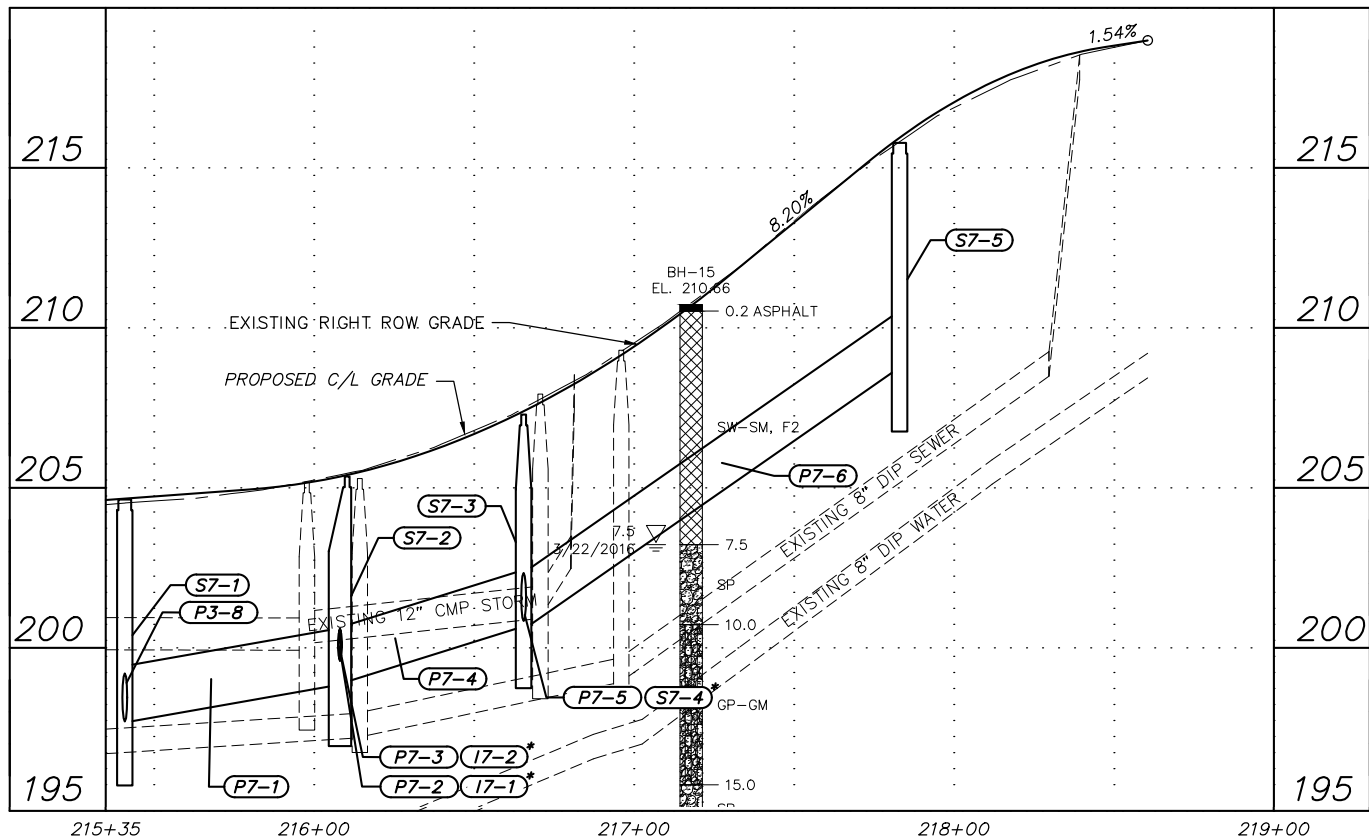 1.54%
215
215
8.20%
S7-5
BH-15
EL. 210.66
0.2 ASPHALT
210
210
EXISTING RIGHT ROW GRADE
PROPOSED C/L GRADE
SW-SM, F2
EXISTING 8" DIP SEWER
205
205
P7-6
S7-3
S7-2
7.5
3/22/2016
7.5
S7-1
SP
EXISTING 8" DIP WATER
P3-8
EXISTING 12" CMP STORM
10.0
200
200
P7-4
P7-5 S7-4*
GP-GM
P7-3 I7-2*
P7-1
P7-2 I7-1*
15.0
195
195
215+35
216+00
217+00
218+00
219+00